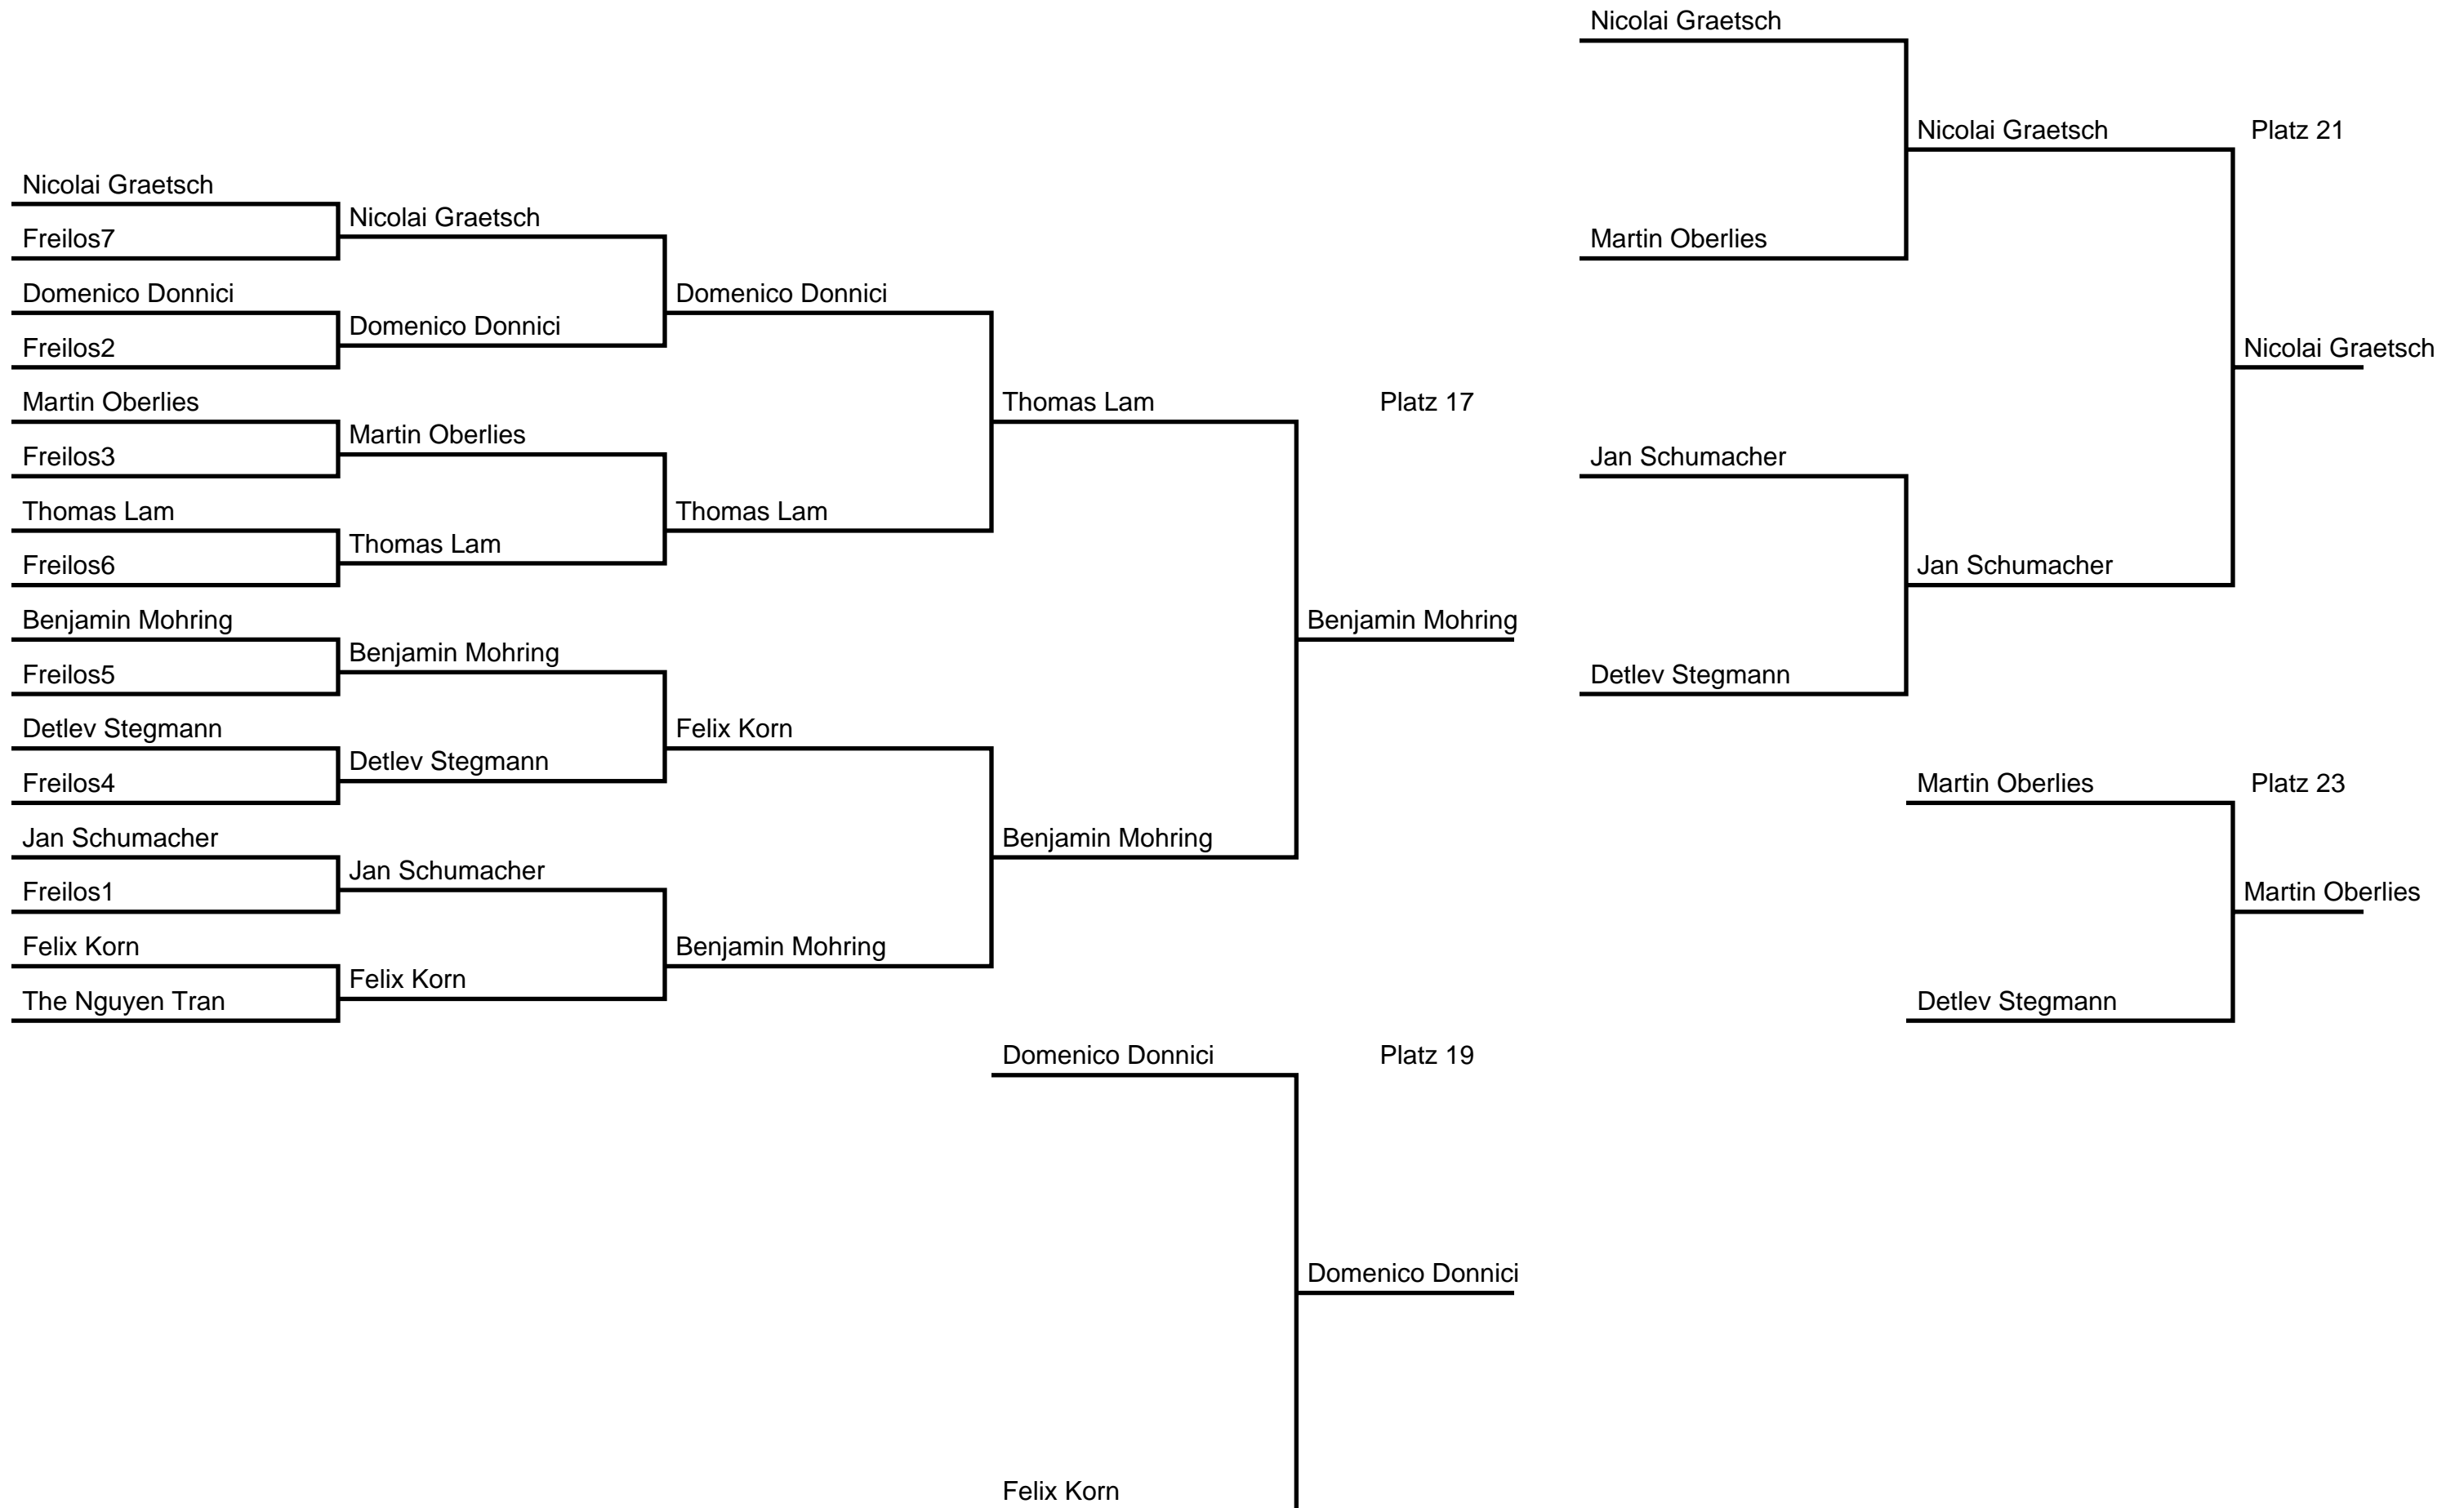 Nicolai Graetsch
Freilos7
Domenico Donnici
Freilos2
Martin Oberlies
Freilos3
Thomas Lam
Freilos6
Benjamin Mohring
Freilos5
Detlev Stegmann
Freilos4
Jan Schumacher
Freilos1
Felix Korn
The Nguyen Tran
Nicolai Graetsch
Domenico Donnici
Martin Oberlies
Thomas Lam
Benjamin Mohring
Detlev Stegmann
Jan Schumacher
Felix Korn
Domenico Donnici
Thomas Lam
Felix Korn
Benjamin Mohring
Thomas Lam
Benjamin Mohring
Platz 17
Benjamin Mohring
Domenico Donnici
Felix Korn
Platz 19
Domenico Donnici
Nicolai Graetsch
Martin Oberlies
Jan Schumacher
Detlev Stegmann
Nicolai Graetsch
Jan Schumacher
Platz 21
Nicolai Graetsch
Martin Oberlies
Detlev Stegmann
Platz 23
Martin Oberlies